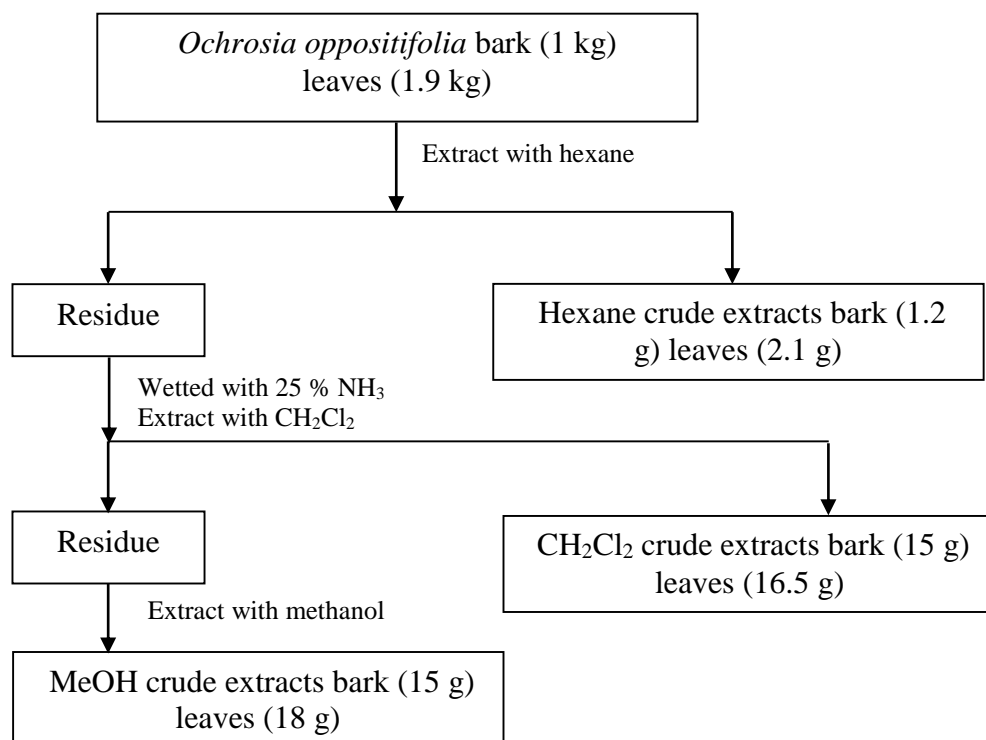 Ochrosia oppositifolia bark (1 kg)
leaves (1.9 kg)
Extract with hexane
Residue
Hexane crude extracts bark (1.2
g) leaves (2.1 g)
Wetted with 25 % NH₃
Extract with CH₂Cl₂
Residue
CH₂Cl₂ crude extracts bark (15 g)
leaves (16.5 g)
Extract with methanol
MeOH crude extracts bark (15 g)
leaves (18 g)